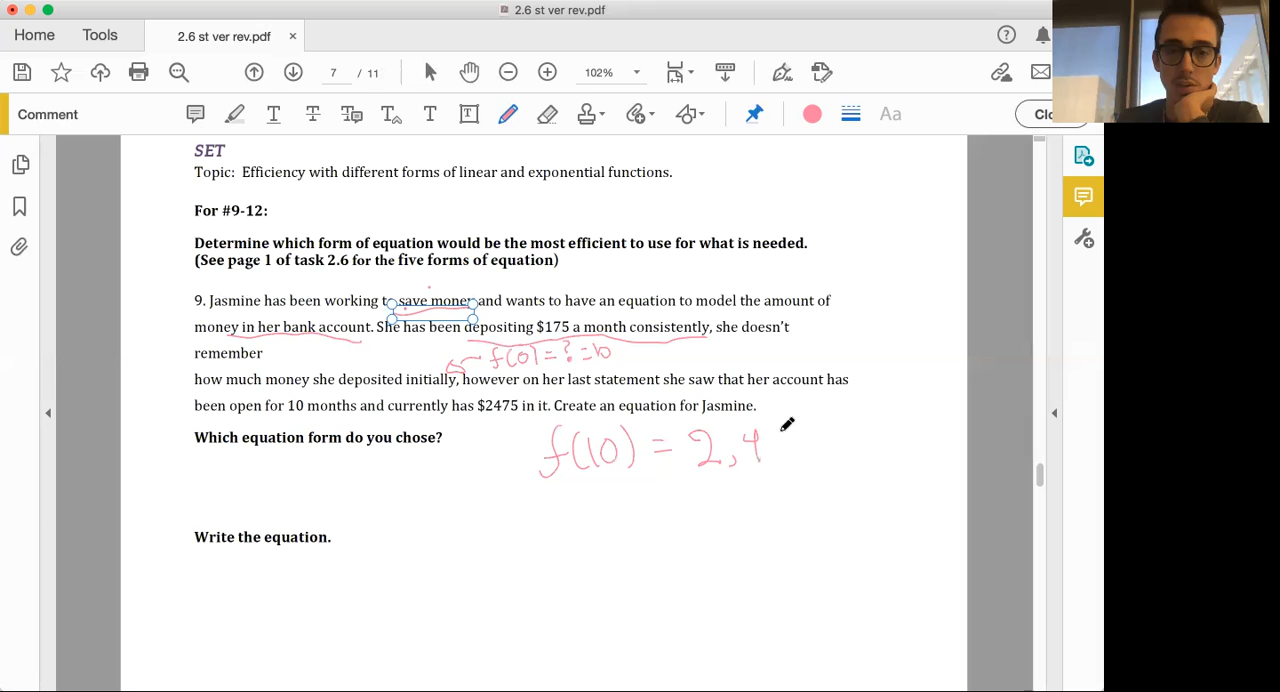 2.6 st ver rev.pdf
Home Tools 2.6 st ver rev.pdf ×
7 / 11 102%
Comment
SET
Topic: Efficiency with different forms of linear and exponential functions.
For #9-12:
Determine which form of equation would be the most efficient to use for what is needed.
(See page 1 of task 2.6 for the five forms of equation)
9. Jasmine has been working to save money and wants to have an equation to model the amount of
money in her bank account. She has been depositing $175 a month consistently, she doesn't
remember
f(0) = ? = b
how much money she deposited initially, however on her last statement she saw that her account has
been open for 10 months and currently has $2475 in it. Create an equation for Jasmine.
Which equation form do you chose?
f(10) = 2,4
Write the equation.